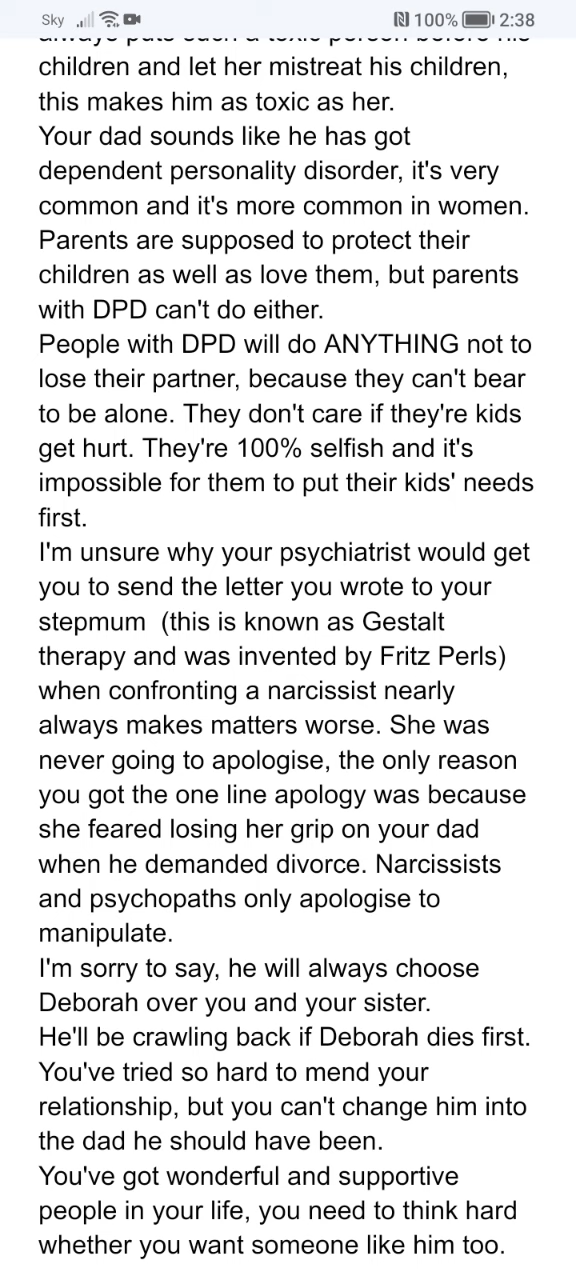 Sky 100% 2:38
always puts such a toxic person before his
children and let her mistreat his children,
this makes him as toxic as her.
Your dad sounds like he has got
dependent personality disorder, it's very
common and it's more common in women.
Parents are supposed to protect their
children as well as love them, but parents
with DPD can't do either.
People with DPD will do ANYTHING not to
lose their partner, because they can't bear
to be alone. They don't care if they're kids
get hurt. They're 100% selfish and it's
impossible for them to put their kids' needs
first.
I'm unsure why your psychiatrist would get
you to send the letter you wrote to your
stepmum  (this is known as Gestalt
therapy and was invented by Fritz Perls)
when confronting a narcissist nearly
always makes matters worse. She was
never going to apologise, the only reason
you got the one line apology was because
she feared losing her grip on your dad
when he demanded divorce. Narcissists
and psychopaths only apologise to
manipulate.
I'm sorry to say, he will always choose
Deborah over you and your sister.
He'll be crawling back if Deborah dies first.
You've tried so hard to mend your
relationship, but you can't change him into
the dad he should have been.
You've got wonderful and supportive
people in your life, you need to think hard
whether you want someone like him too.